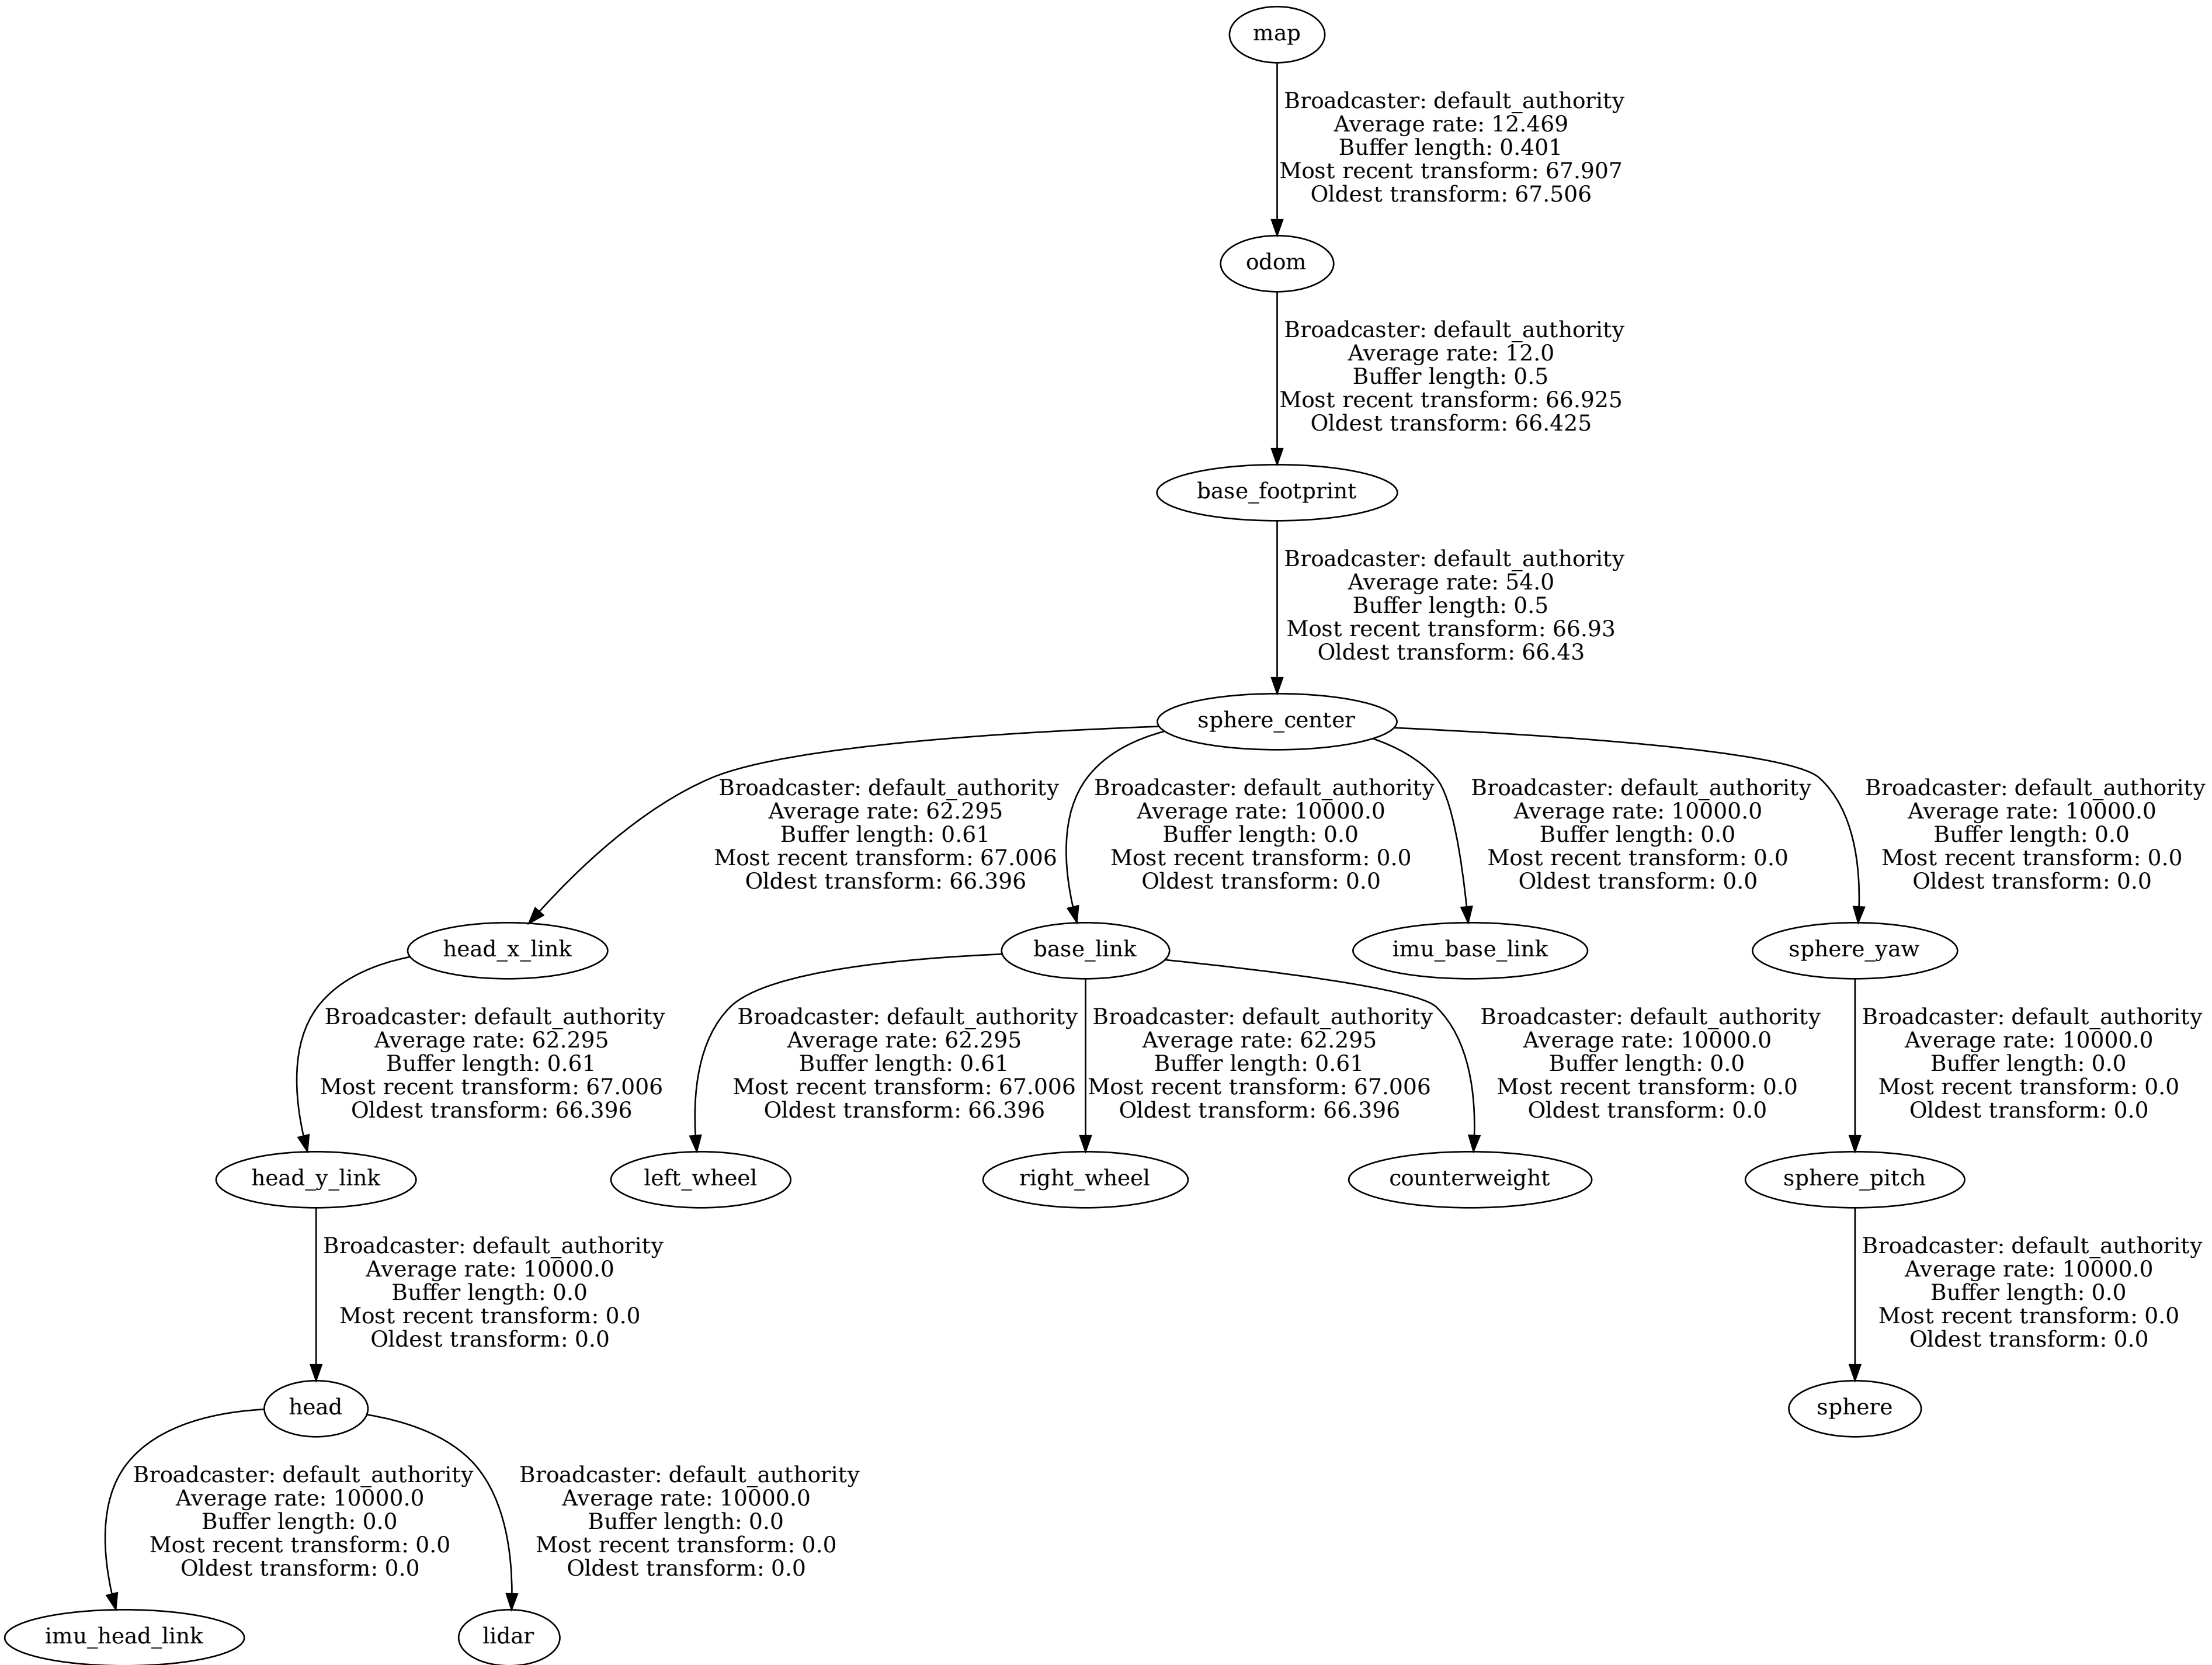 map
Broadcaster: default_authority
Average rate: 12.469
Buffer length: 0.401
Most recent transform: 67.907
Oldest transform: 67.506
odom
Broadcaster: default_authority
Average rate: 12.0
Buffer length: 0.5
Most recent transform: 66.925
Oldest transform: 66.425
base_footprint
Broadcaster: default_authority
Average rate: 54.0
Buffer length: 0.5
Most recent transform: 66.93
Oldest transform: 66.43
sphere_center
Broadcaster: default_authority
Average rate: 62.295
Buffer length: 0.61
Most recent transform: 67.006
Oldest transform: 66.396
Broadcaster: default_authority
Average rate: 10000.0
Buffer length: 0.0
Most recent transform: 0.0
Oldest transform: 0.0
Broadcaster: default_authority
Average rate: 10000.0
Buffer length: 0.0
Most recent transform: 0.0
Oldest transform: 0.0
Broadcaster: default_authority
Average rate: 10000.0
Buffer length: 0.0
Most recent transform: 0.0
Oldest transform: 0.0
head_x_link
base_link
imu_base_link
sphere_yaw
Broadcaster: default_authority
Average rate: 62.295
Buffer length: 0.61
Most recent transform: 67.006
Oldest transform: 66.396
Broadcaster: default_authority
Average rate: 62.295
Buffer length: 0.61
Most recent transform: 67.006
Oldest transform: 66.396
Broadcaster: default_authority
Average rate: 62.295
Buffer length: 0.61
Most recent transform: 67.006
Oldest transform: 66.396
Broadcaster: default_authority
Average rate: 10000.0
Buffer length: 0.0
Most recent transform: 0.0
Oldest transform: 0.0
Broadcaster: default_authority
Average rate: 10000.0
Buffer length: 0.0
Most recent transform: 0.0
Oldest transform: 0.0
head_y_link
left_wheel
right_wheel
counterweight
sphere_pitch
Broadcaster: default_authority
Average rate: 10000.0
Buffer length: 0.0
Most recent transform: 0.0
Oldest transform: 0.0
Broadcaster: default_authority
Average rate: 10000.0
Buffer length: 0.0
Most recent transform: 0.0
Oldest transform: 0.0
head
sphere
Broadcaster: default_authority
Average rate: 10000.0
Buffer length: 0.0
Most recent transform: 0.0
Oldest transform: 0.0
Broadcaster: default_authority
Average rate: 10000.0
Buffer length: 0.0
Most recent transform: 0.0
Oldest transform: 0.0
imu_head_link
lidar